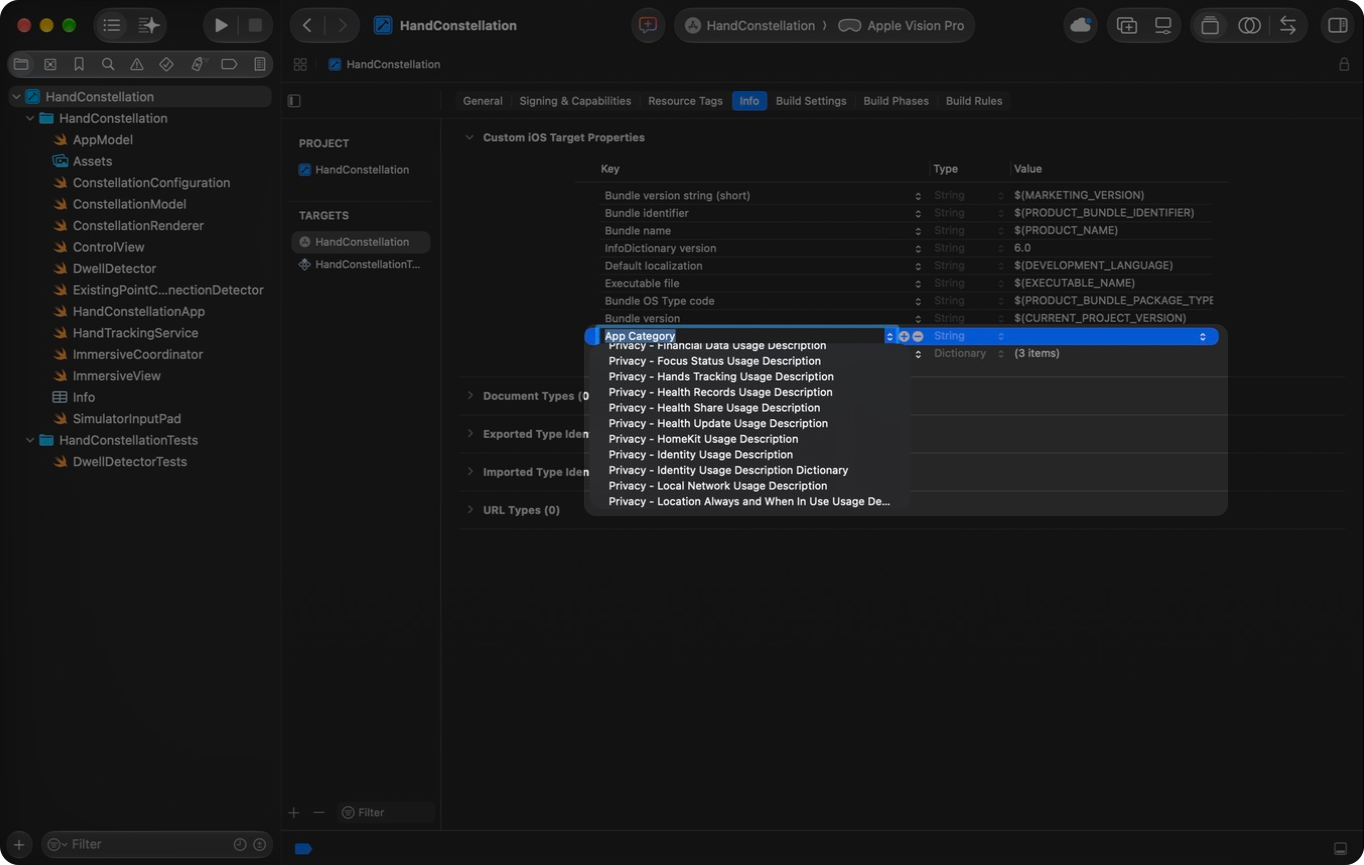 HandConstellation
HandConstellation 〉 Apple Vision Pro
HandConstellation
HandConstellation
HandConstellation
AppModel
Assets
ConstellationConfiguration
ConstellationModel
ConstellationRenderer
ControlView
DwellDetector
ExistingPointC...nectionDetector
HandConstellationApp
HandTrackingService
ImmersiveCoordinator
ImmersiveView
Info
SimulatorInputPad
HandConstellationTests
DwellDetectorTests
Filter
PROJECT
HandConstellation
TARGETS
HandConstellation
HandConstellationT...
Filter
General Signing & Capabilities Resource Tags Info Build Settings Build Phases Build Rules
Custom iOS Target Properties
Key Type Value
Bundle version string (short) String $(MARKETING_VERSION)
Bundle identifier String $(PRODUCT_BUNDLE_IDENTIFIER)
Bundle name String $(PRODUCT_NAME)
InfoDictionary version String 6.0
Default localization String $(DEVELOPMENT_LANGUAGE)
Executable file String $(EXECUTABLE_NAME)
Bundle OS Type code String $(PRODUCT_BUNDLE_PACKAGE_TYPE
Bundle version String $(CURRENT_PROJECT_VERSION)
App Category String
Dictionary (3 items)
Privacy - Financial Data Usage Description
Privacy - Focus Status Usage Description
Privacy - Hands Tracking Usage Description
Privacy - Health Records Usage Description
Privacy - Health Share Usage Description
Privacy - Health Update Usage Description
Privacy - HomeKit Usage Description
Privacy - Identity Usage Description
Privacy - Identity Usage Description Dictionary
Privacy - Local Network Usage Description
Privacy - Location Always and When In Use Usage De...
Document Types (0
Exported Type Iden
Imported Type Iden
URL Types (0)